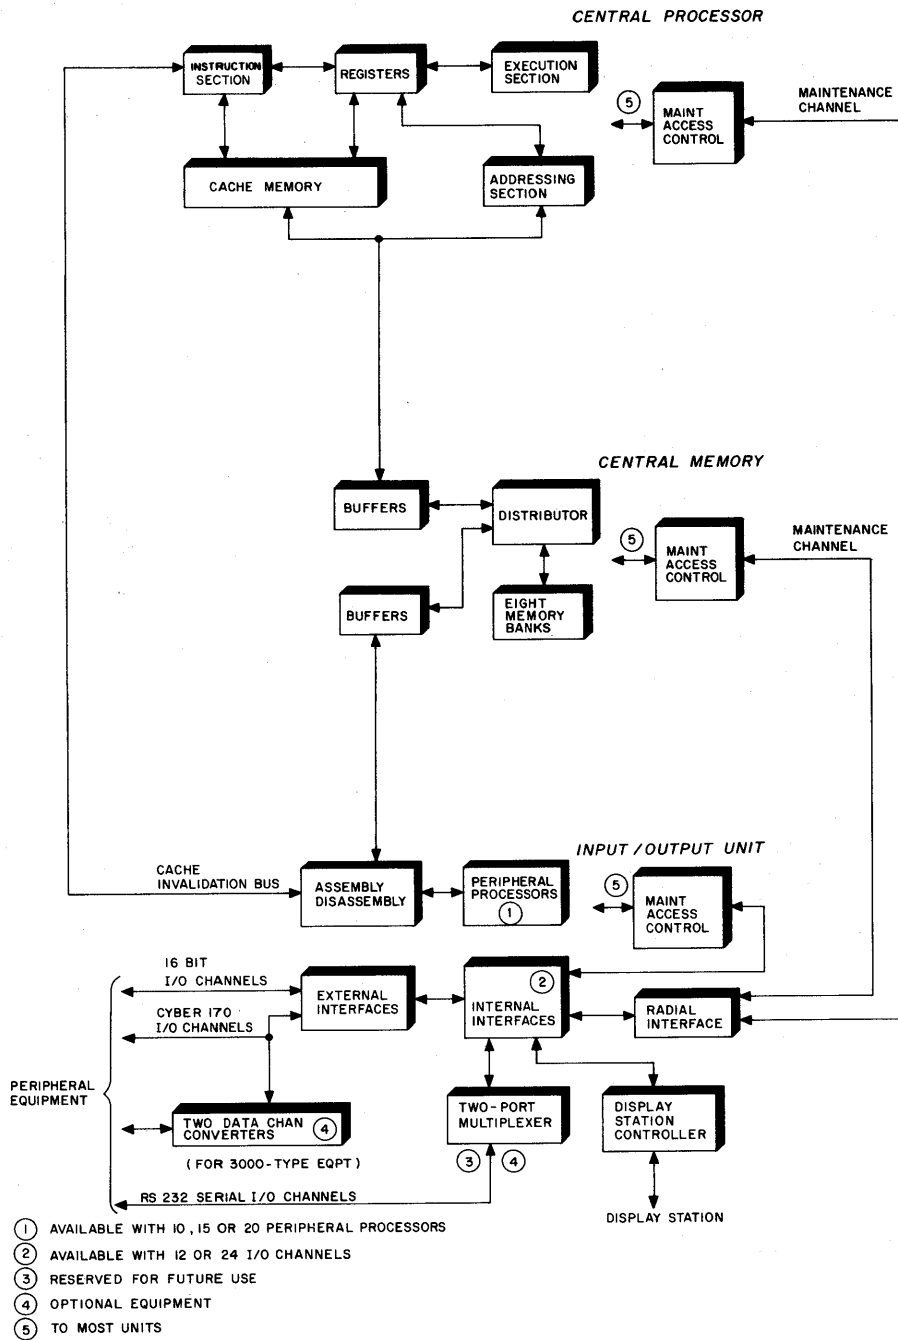 CENTRAL PROCESSOR
INSTRUCTION
SECTION
REGISTERS
EXECUTION
SECTION
5
MAINT
ACCESS
CONTROL
MAINTENANCE
CHANNEL
CACHE MEMORY
ADDRESSING
SECTION
CENTRAL MEMORY
BUFFERS
DISTRIBUTOR
5
MAINT
ACCESS
CONTROL
MAINTENANCE
CHANNEL
BUFFERS
EIGHT
MEMORY
BANKS
INPUT/OUTPUT UNIT
CACHE
INVALIDATION BUS
ASSEMBLY
DISASSEMBLY
PERIPHERAL
PROCESSORS
1
5
MAINT
ACCESS
CONTROL
16 BIT
I/O CHANNELS
EXTERNAL
INTERFACES
2
INTERNAL
INTERFACES
RADIAL
INTERFACE
CYBER 170
I/O CHANNELS
PERIPHERAL
EQUIPMENT
TWO DATA CHAN
CONVERTERS
4
(FOR 3000-TYPE EQPT)
TWO-PORT
MULTIPLEXER
3
4
DISPLAY
STATION
CONTROLLER
RS 232 SERIAL I/O CHANNELS
DISPLAY STATION
1 AVAILABLE WITH 10, 15 OR 20 PERIPHERAL PROCESSORS
2 AVAILABLE WITH 12 OR 24 I/O CHANNELS
3 RESERVED FOR FUTURE USE
4 OPTIONAL EQUIPMENT
5 TO MOST UNITS